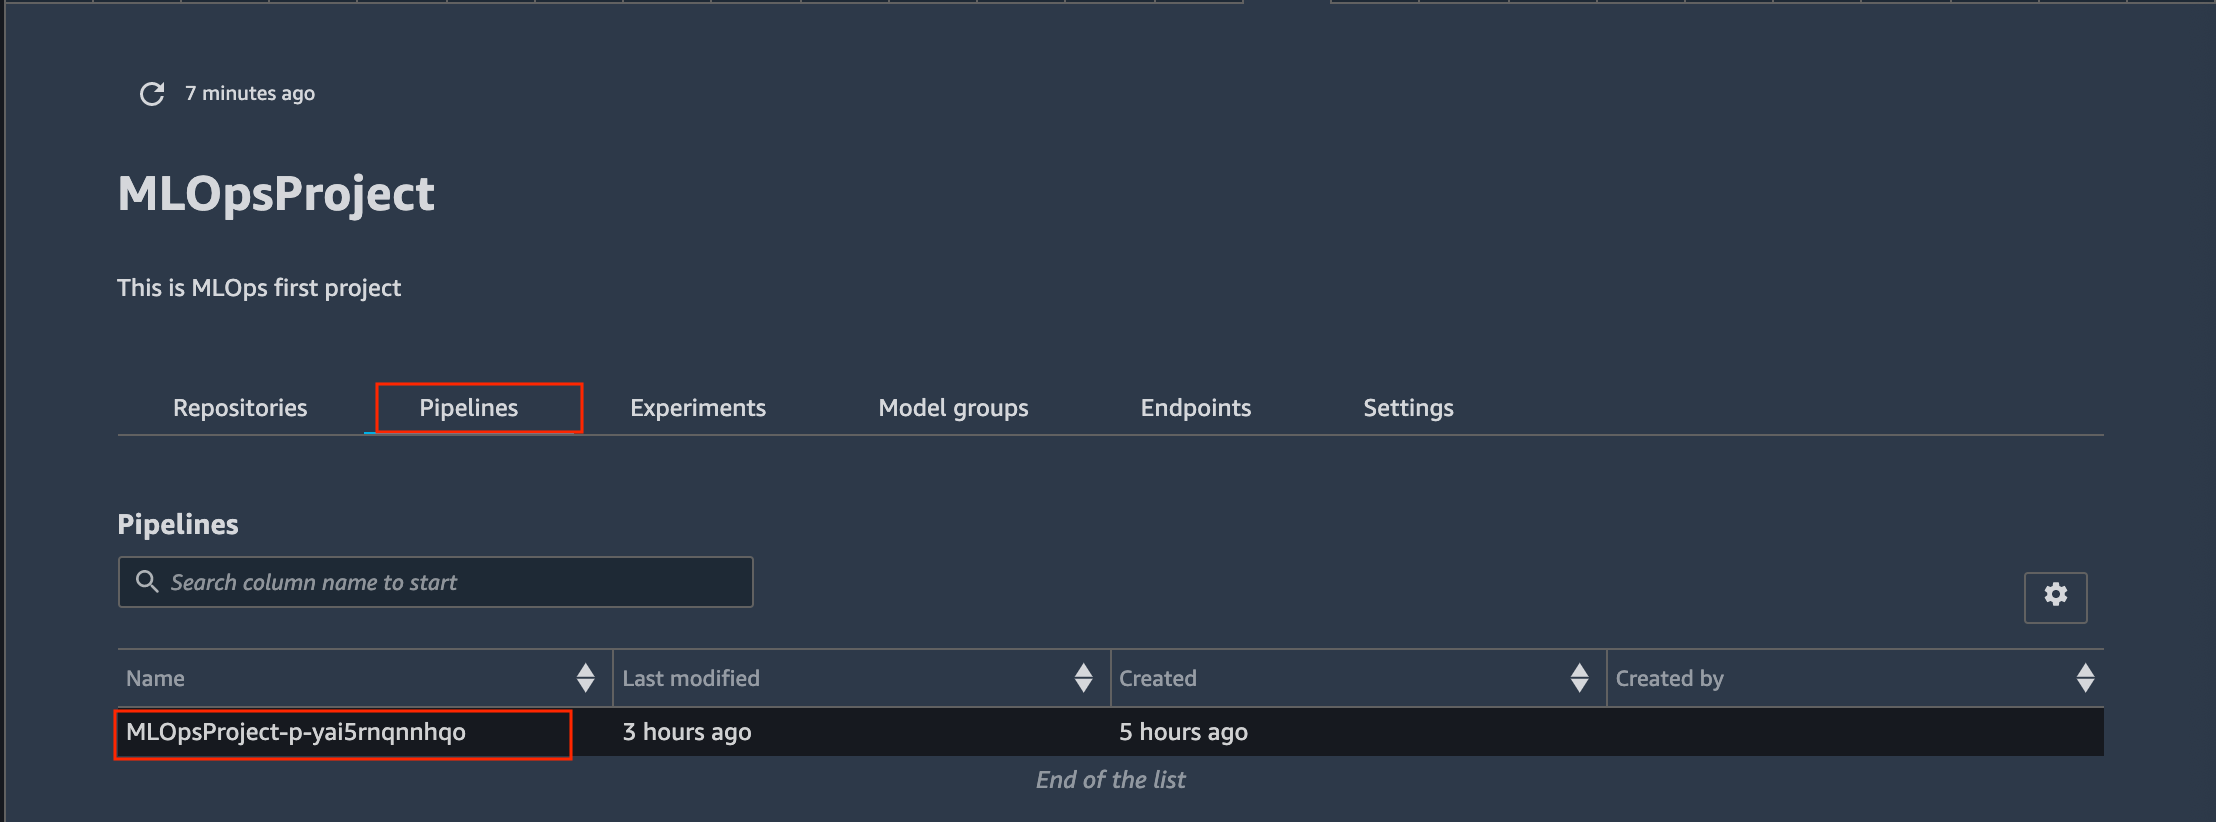 7 minutes ago
MLOpsProject
This is MLOps first project
Repositories Pipelines Experiments Model groups Endpoints Settings
Pipelines
Search column name to start
Name Last modified Created Created by
MLOpsProject-p-yai5rnqnnhqo 3 hours ago 5 hours ago
End of the list